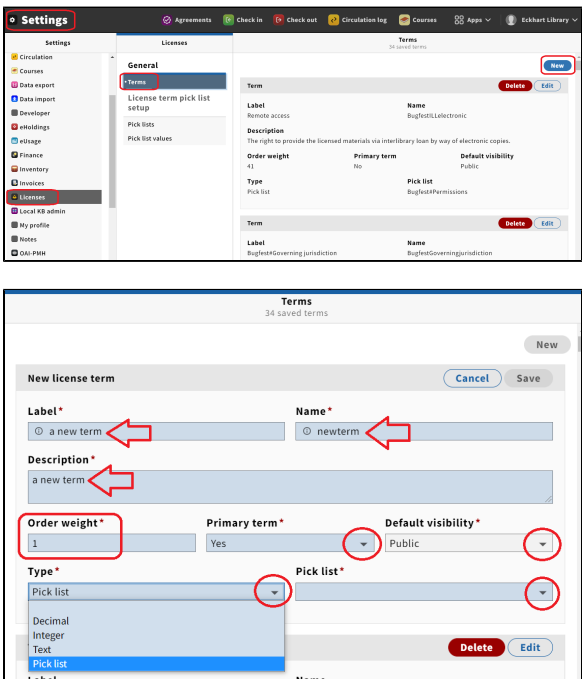 Settings Agreements Check in Check out Circulation log Courses Apps Eckhart Library
Settings
Circulation
Courses
Data export
Data import
Developer
eHoldings
eUsage
Finance
Inventory
Invoices
Licenses
Local KB admin
My profile
Notes
OAI-PMH
Licenses
General
Terms
License term pick list
setup
Pick lists
Pick list values
Terms
34 saved terms
New
Term Delete Edit
Label Name
Remote access BugfestILLelectronic
Description
The right to provide the licensed materials via interlibrary loan by way of electronic copies.
Order weight Primary term Default visibility
41 No Public
Type Pick list
Pick list Bugfest#Permissions
Term Delete Edit
Label Name
Bugfest#Governing jurisdiction BugfestGoverningjurisdiction
Terms
34 saved terms
New
New license term Cancel Save
Label* Name*
a new term newterm
Description*
a new term
Order weight* Primary term* Default visibility*
1 Yes Public
Type* Pick list*
Pick list
Decimal
Integer
Text
Pick list
Delete Edit
Label Name